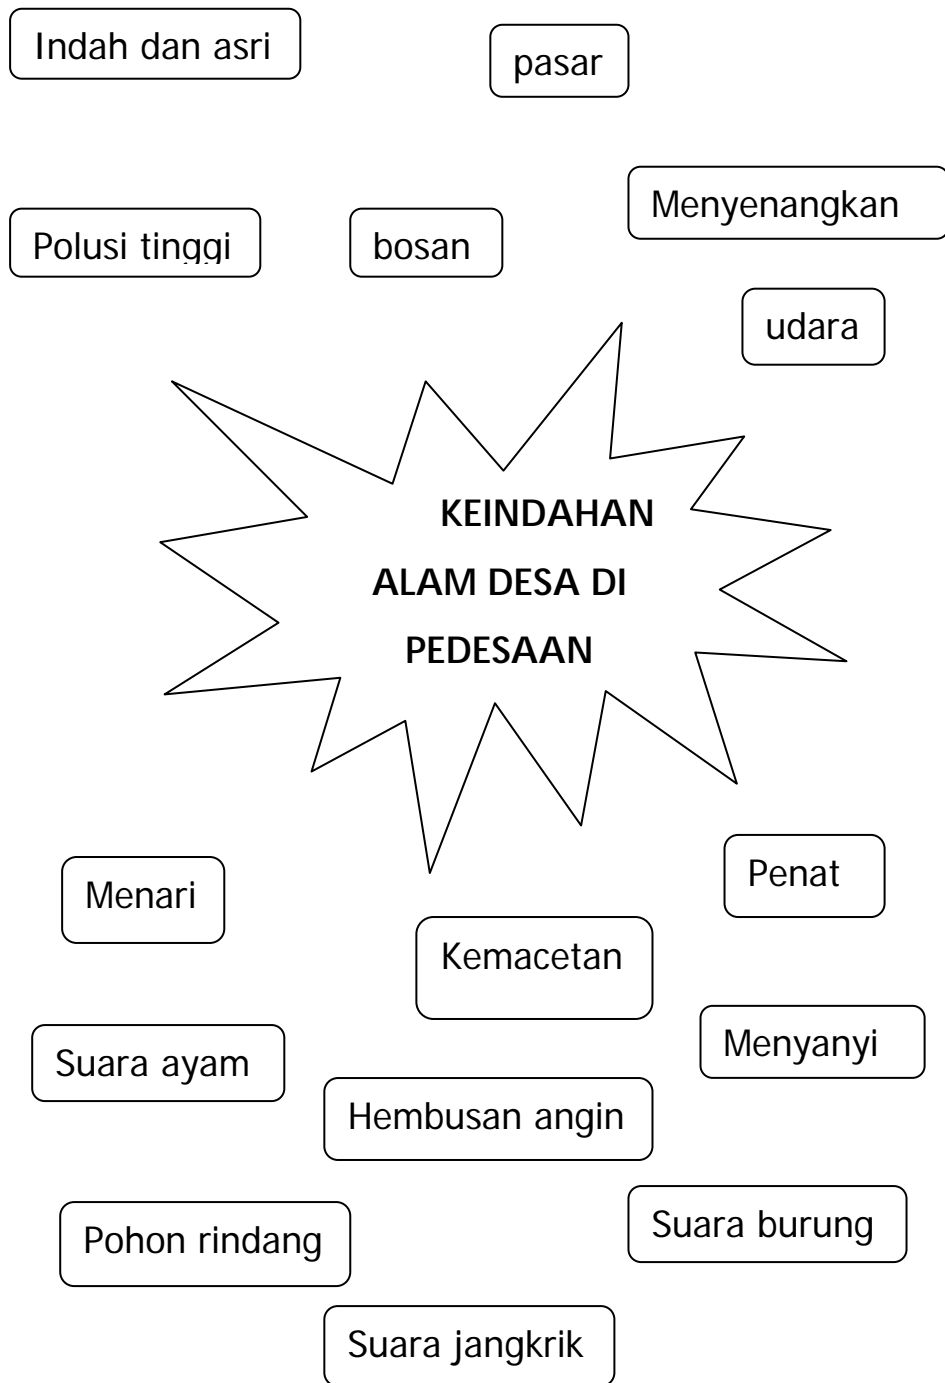 Indah dan asri
pasar
Menyenangkan
Polusi tinggi
bosan
udara
KEINDAHAN
ALAM DESA DI
PEDESAAN
Menari
Penat
Kemacetan
Menyanyi
Suara ayam
Hembusan angin
Suara burung
Pohon rindang
Suara jangkrik